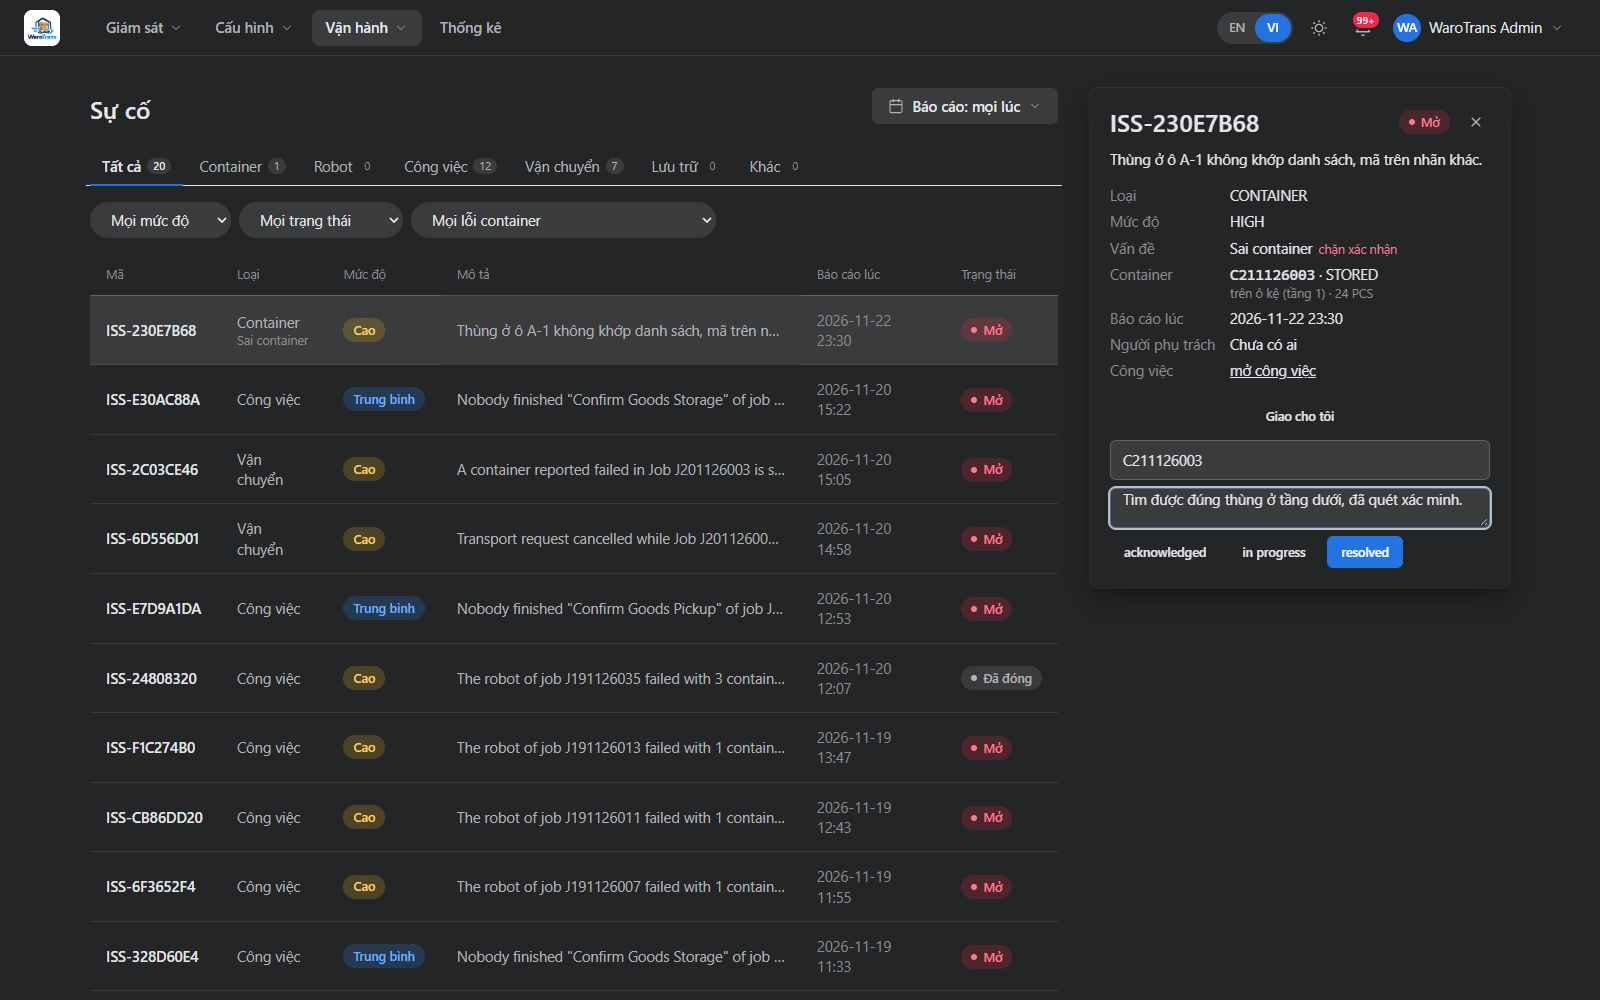 WaroTrans
Giám sát
Cấu hình
Vận hành
Thống kê
EN
VI
99+
WA
WaroTrans Admin
Sự cố
Báo cáo: mọi lúc
Tất cả 20
Container 1
Robot 0
Công việc 12
Vận chuyển 7
Lưu trữ 0
Khác 0
Mọi mức độ
Mọi trạng thái
Mọi lỗi container
Mã
Loại
Mức độ
Mô tả
Báo cáo lúc
Trạng thái
ISS-230E7B68
Container
Sai container
Cao
Thùng ở ô A-1 không khớp danh sách, mã trên n...
2026-11-22
23:30
Mở
ISS-E30AC88A
Công việc
Trung bình
Nobody finished "Confirm Goods Storage" of job ...
2026-11-20
15:22
Mở
ISS-2C03CE46
Vận
chuyển
Cao
A container reported failed in Job J201126003 is s...
2026-11-20
15:05
Mở
ISS-6D556D01
Vận
chuyển
Cao
Transport request cancelled while Job J20112600...
2026-11-20
14:58
Mở
ISS-E7D9A1DA
Công việc
Trung bình
Nobody finished "Confirm Goods Pickup" of job J...
2026-11-20
12:53
Mở
ISS-24808320
Công việc
Cao
The robot of job J191126035 failed with 3 contain...
2026-11-20
12:07
Đã đóng
ISS-F1C274B0
Công việc
Cao
The robot of job J191126013 failed with 1 contain...
2026-11-19
13:47
Mở
ISS-CB86DD20
Công việc
Cao
The robot of job J191126011 failed with 1 contain...
2026-11-19
12:43
Mở
ISS-6F3652F4
Công việc
Cao
The robot of job J191126007 failed with 1 contain...
2026-11-19
11:55
Mở
ISS-328D60E4
Công việc
Trung bình
Nobody finished "Confirm Goods Storage" of job ...
2026-11-19
11:33
Mở
ISS-230E7B68
Mở
Thùng ở ô A-1 không khớp danh sách, mã trên nhãn khác.
Loại CONTAINER
Mức độ HIGH
Vấn đề Sai container chặn xác nhận
Container C211126003 · STORED
trên ô kệ (tầng 1) · 24 PCS
Báo cáo lúc 2026-11-22 23:30
Người phụ trách Chưa có ai
Công việc mở công việc
Giao cho tôi
C211126003
Tìm được đúng thùng ở tầng dưới, đã quét xác minh.
acknowledged
in progress
resolved